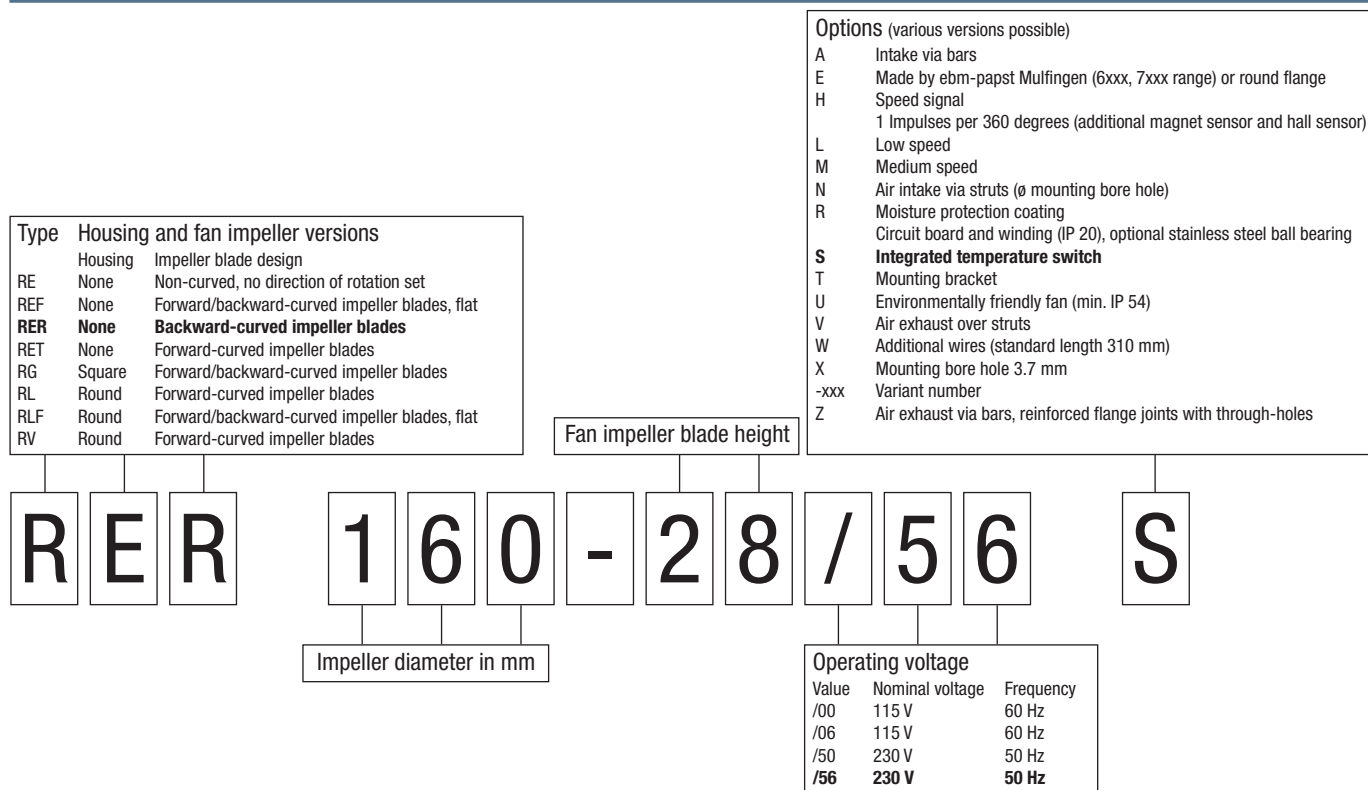 Options (various versions possible)
A Intake via bars
E Made by ebm-papst Mulfingen (6xxx, 7xxx range) or round flange
H Speed signal
1 Impulses per 360 degrees (additional magnet sensor and hall sensor)
L Low speed
M Medium speed
N Air intake via struts (ø mounting bore hole)
R Moisture protection coating
Circuit board and winding (IP 20), optional stainless steel ball bearing
S Integrated temperature switch
T Mounting bracket
U Environmentally friendly fan (min. IP 54)
V Air exhaust over struts
W Additional wires (standard length 310 mm)
X Mounting bore hole 3.7 mm
-xxx Variant number
Z Air exhaust via bars, reinforced flange joints with through-holes
Type Housing and fan impeller versions
Housing Impeller blade design
RE None Non-curved, no direction of rotation set
REF None Forward/backward-curved impeller blades, flat
RER None Backward-curved impeller blades
RET None Forward-curved impeller blades
RG Square Forward/backward-curved impeller blades
RL Round Forward-curved impeller blades
RLF Round Forward/backward-curved impeller blades, flat
RV Round Forward-curved impeller blades
Fan impeller blade height
RER 160-28/56 S
Impeller diameter in mm
Operating voltage
Value Nominal voltage Frequency
/00 115 V 60 Hz
/06 115 V 60 Hz
/50 230 V 50 Hz
/56 230 V 50 Hz